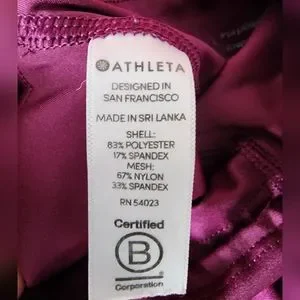 ATHLETA
DESIGNED IN
SAN FRANCISCO
MADE IN SRI LANKA
SHELL:
83% POLYESTER
17% SPANDEX
MESH:
67% NYLON
33% SPANDEX
RN 54023
Certified
B
Corporation